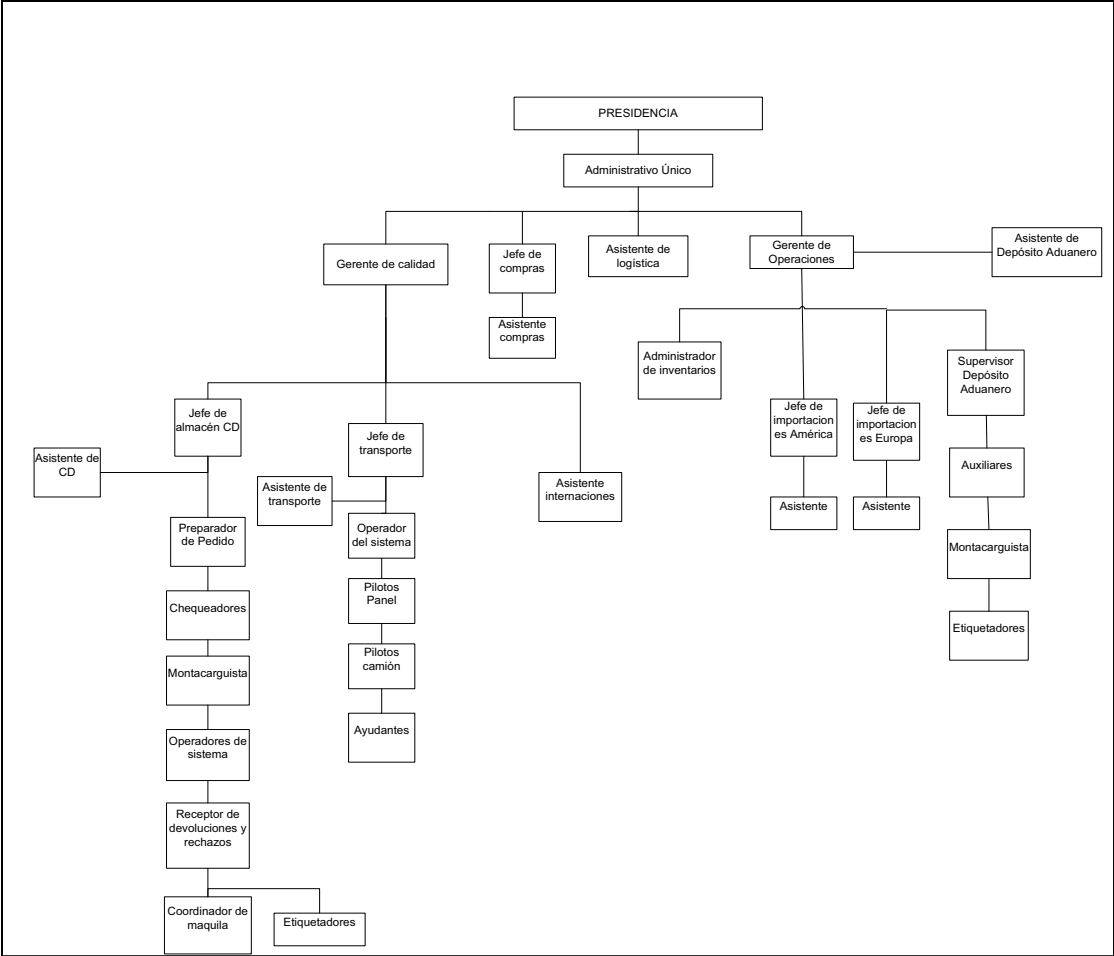 PRESIDENCIA
Administrativo Único
Gerente de calidad
Jefe de
compras
Asistente de
logística
Gerente de
Operaciones
Asistente de
Depósito Aduanero
Asistente
compras
Administrador
de inventarios
Supervisor
Depósito
Aduanero
Jefe de
almacén CD
Jefe de
transporte
Jefe de
importacion
es América
Jefe de
importacion
es Europa
Asistente de
CD
Asistente de
transporte
Asistente
internaciones
Auxiliares
Asistente
Asistente
Preparador
de Pedido
Operador
del sistema
Montacarguista
Chequeadores
Pilotos
Panel
Etiquetadores
Montacarguista
Pilotos
camión
Operadores de
sistema
Ayudantes
Receptor de
devoluciones y
rechazos
Coordinador de
maquila
Etiquetadores